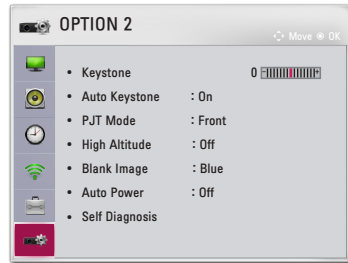 OPTION 2
Move OK
• Keystone 0 - +
• Auto Keystone : On
• PJT Mode : Front
• High Altitude : Off
• Blank Image : Blue
• Auto Power : Off
• Self Diagnosis